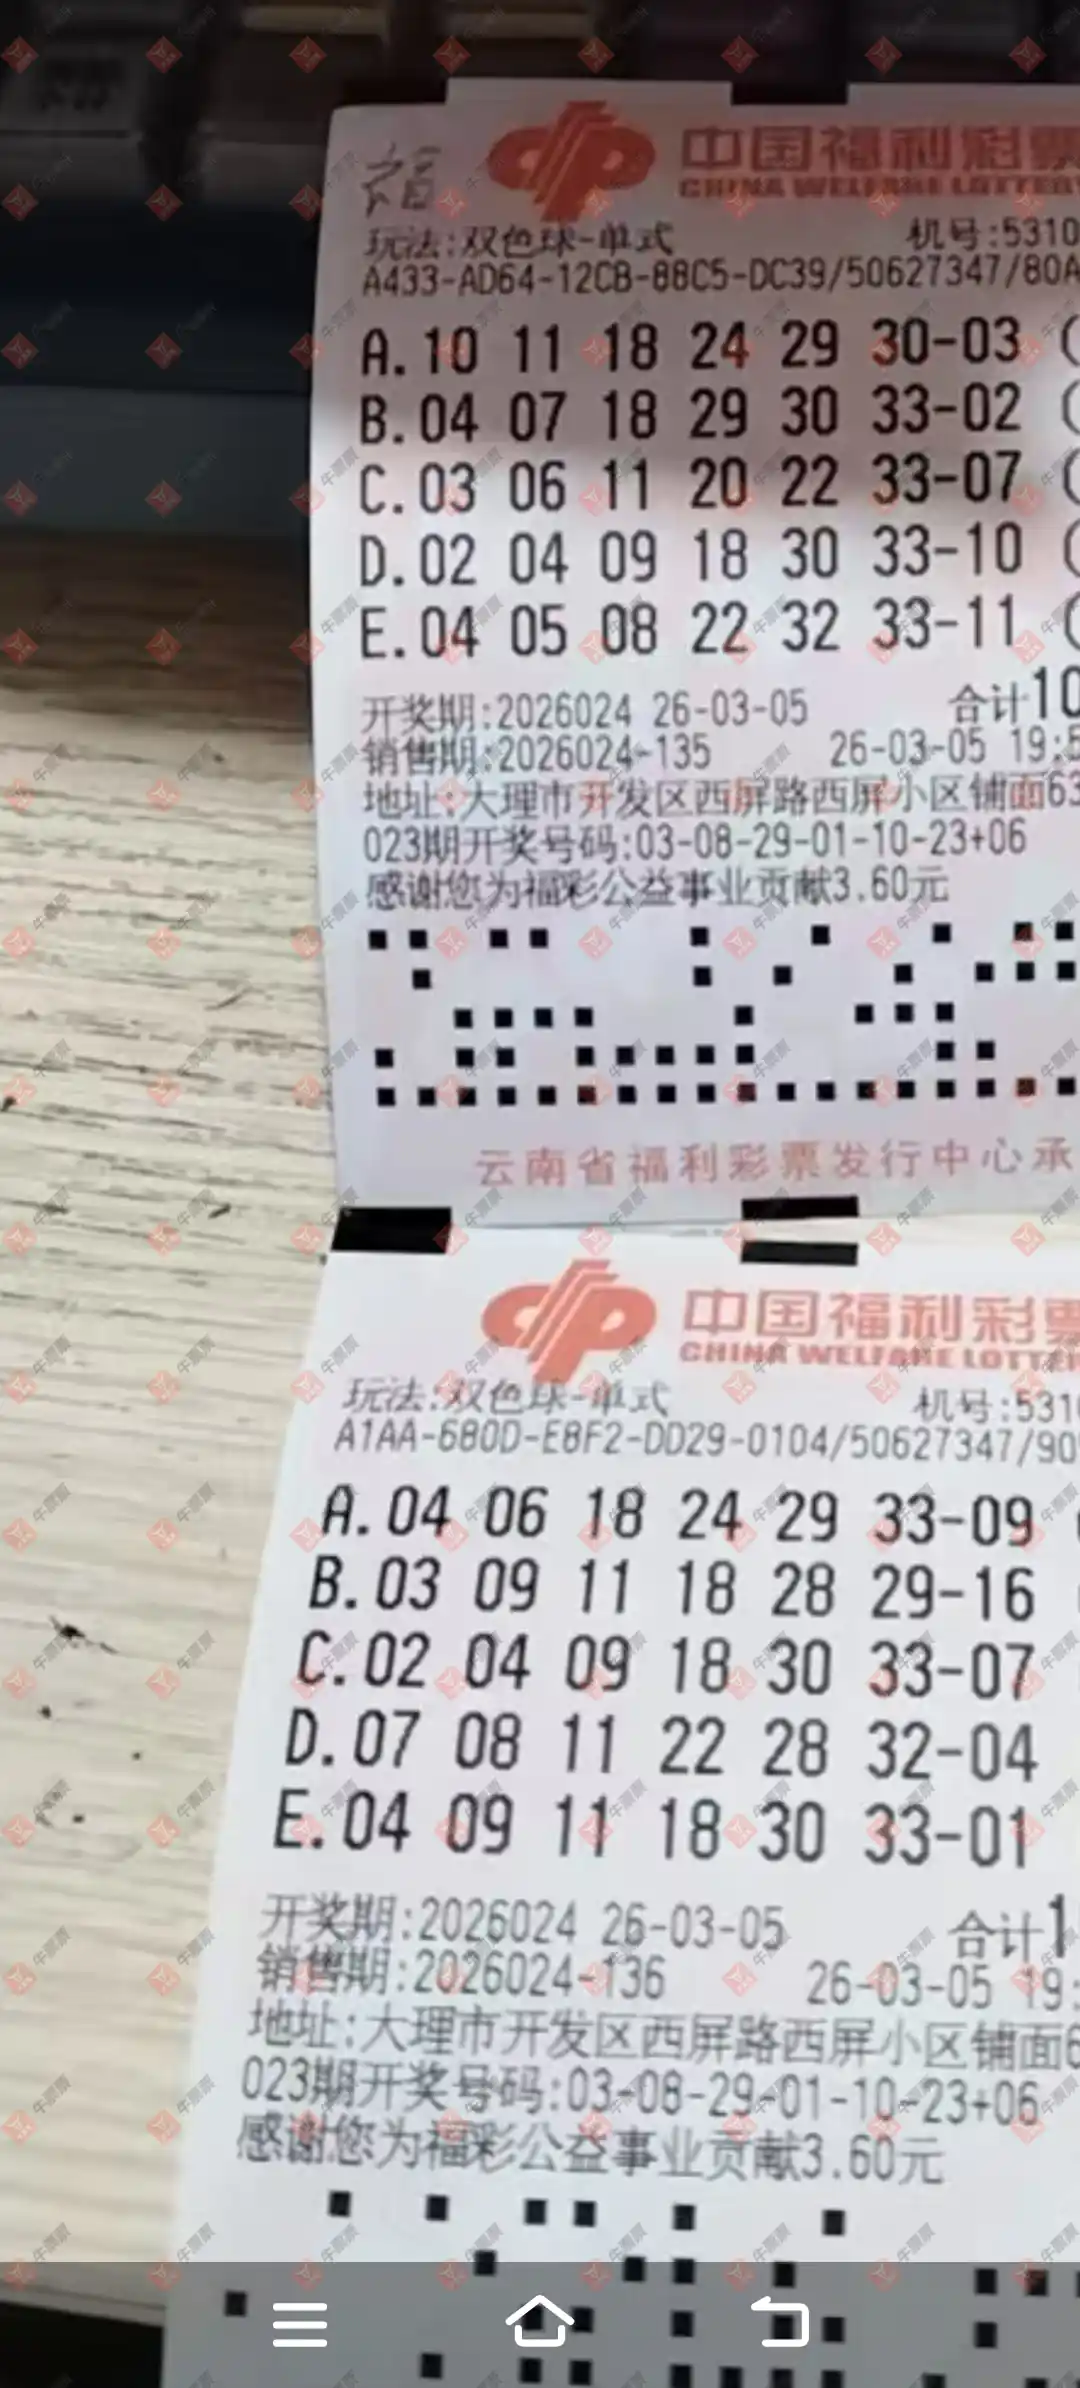 福
中国福利彩票
CHINA WELFARE LOTTERY
玩法:双色球-单式 机号:5310
A433-AD64-12CB-88C5-DC39/50627347/80A
A.10 11 18 24 29 30-03 (
B.04 07 18 29 30 33-02 (
C.03 06 11 20 22 33-07 (
D.02 04 09 18 30 33-10 (
E.04 05 08 22 32 33-11 (
开奖期:2026024 26-03-05 合计10
销售期:2026024-135 26-03-05 19:5
地址:大理市开发区西屏路西屏小区铺面63
023期开奖号码:03-08-29-01-10-23+06
感谢您为福彩公益事业贡献3.60元
云南省福利彩票发行中心承
中国福利彩票
CHINA WELFARE LOTTER
玩法:双色球-单式 机号:5310
A1AA-680D-E8F2-DD29-0104/50627347/90
A.04 06 18 24 29 33-09
B.03 09 11 18 28 29-16
C.02 04 09 18 30 33-07
D.07 08 11 22 28 32-04
E.04 09 11 18 30 33-01
开奖期:2026024 26-03-05 合计1
销售期:2026024-136 26-03-05 19:
地址:大理市开发区西屏路西屏小区铺面6
023期开奖号码:03-08-29-01-10-23+06
感谢您为福彩公益事业贡献3.60元